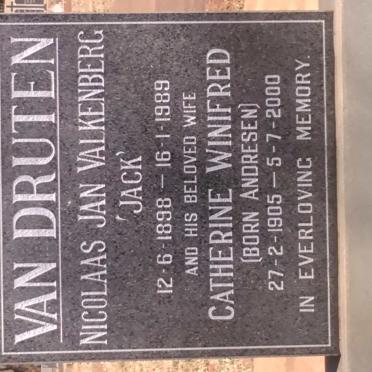 VAN DRUTEN
NICOLAAS JAN VALKENBERG
'JACK'
12-6-1898 — 16-1-1989
AND HIS BELOVED WIFE
CATHERINE WINIFRED
(BORN ANDRESEN)
27-2-1905 — 5-7-2000
IN EVERLOVING MEMORY.